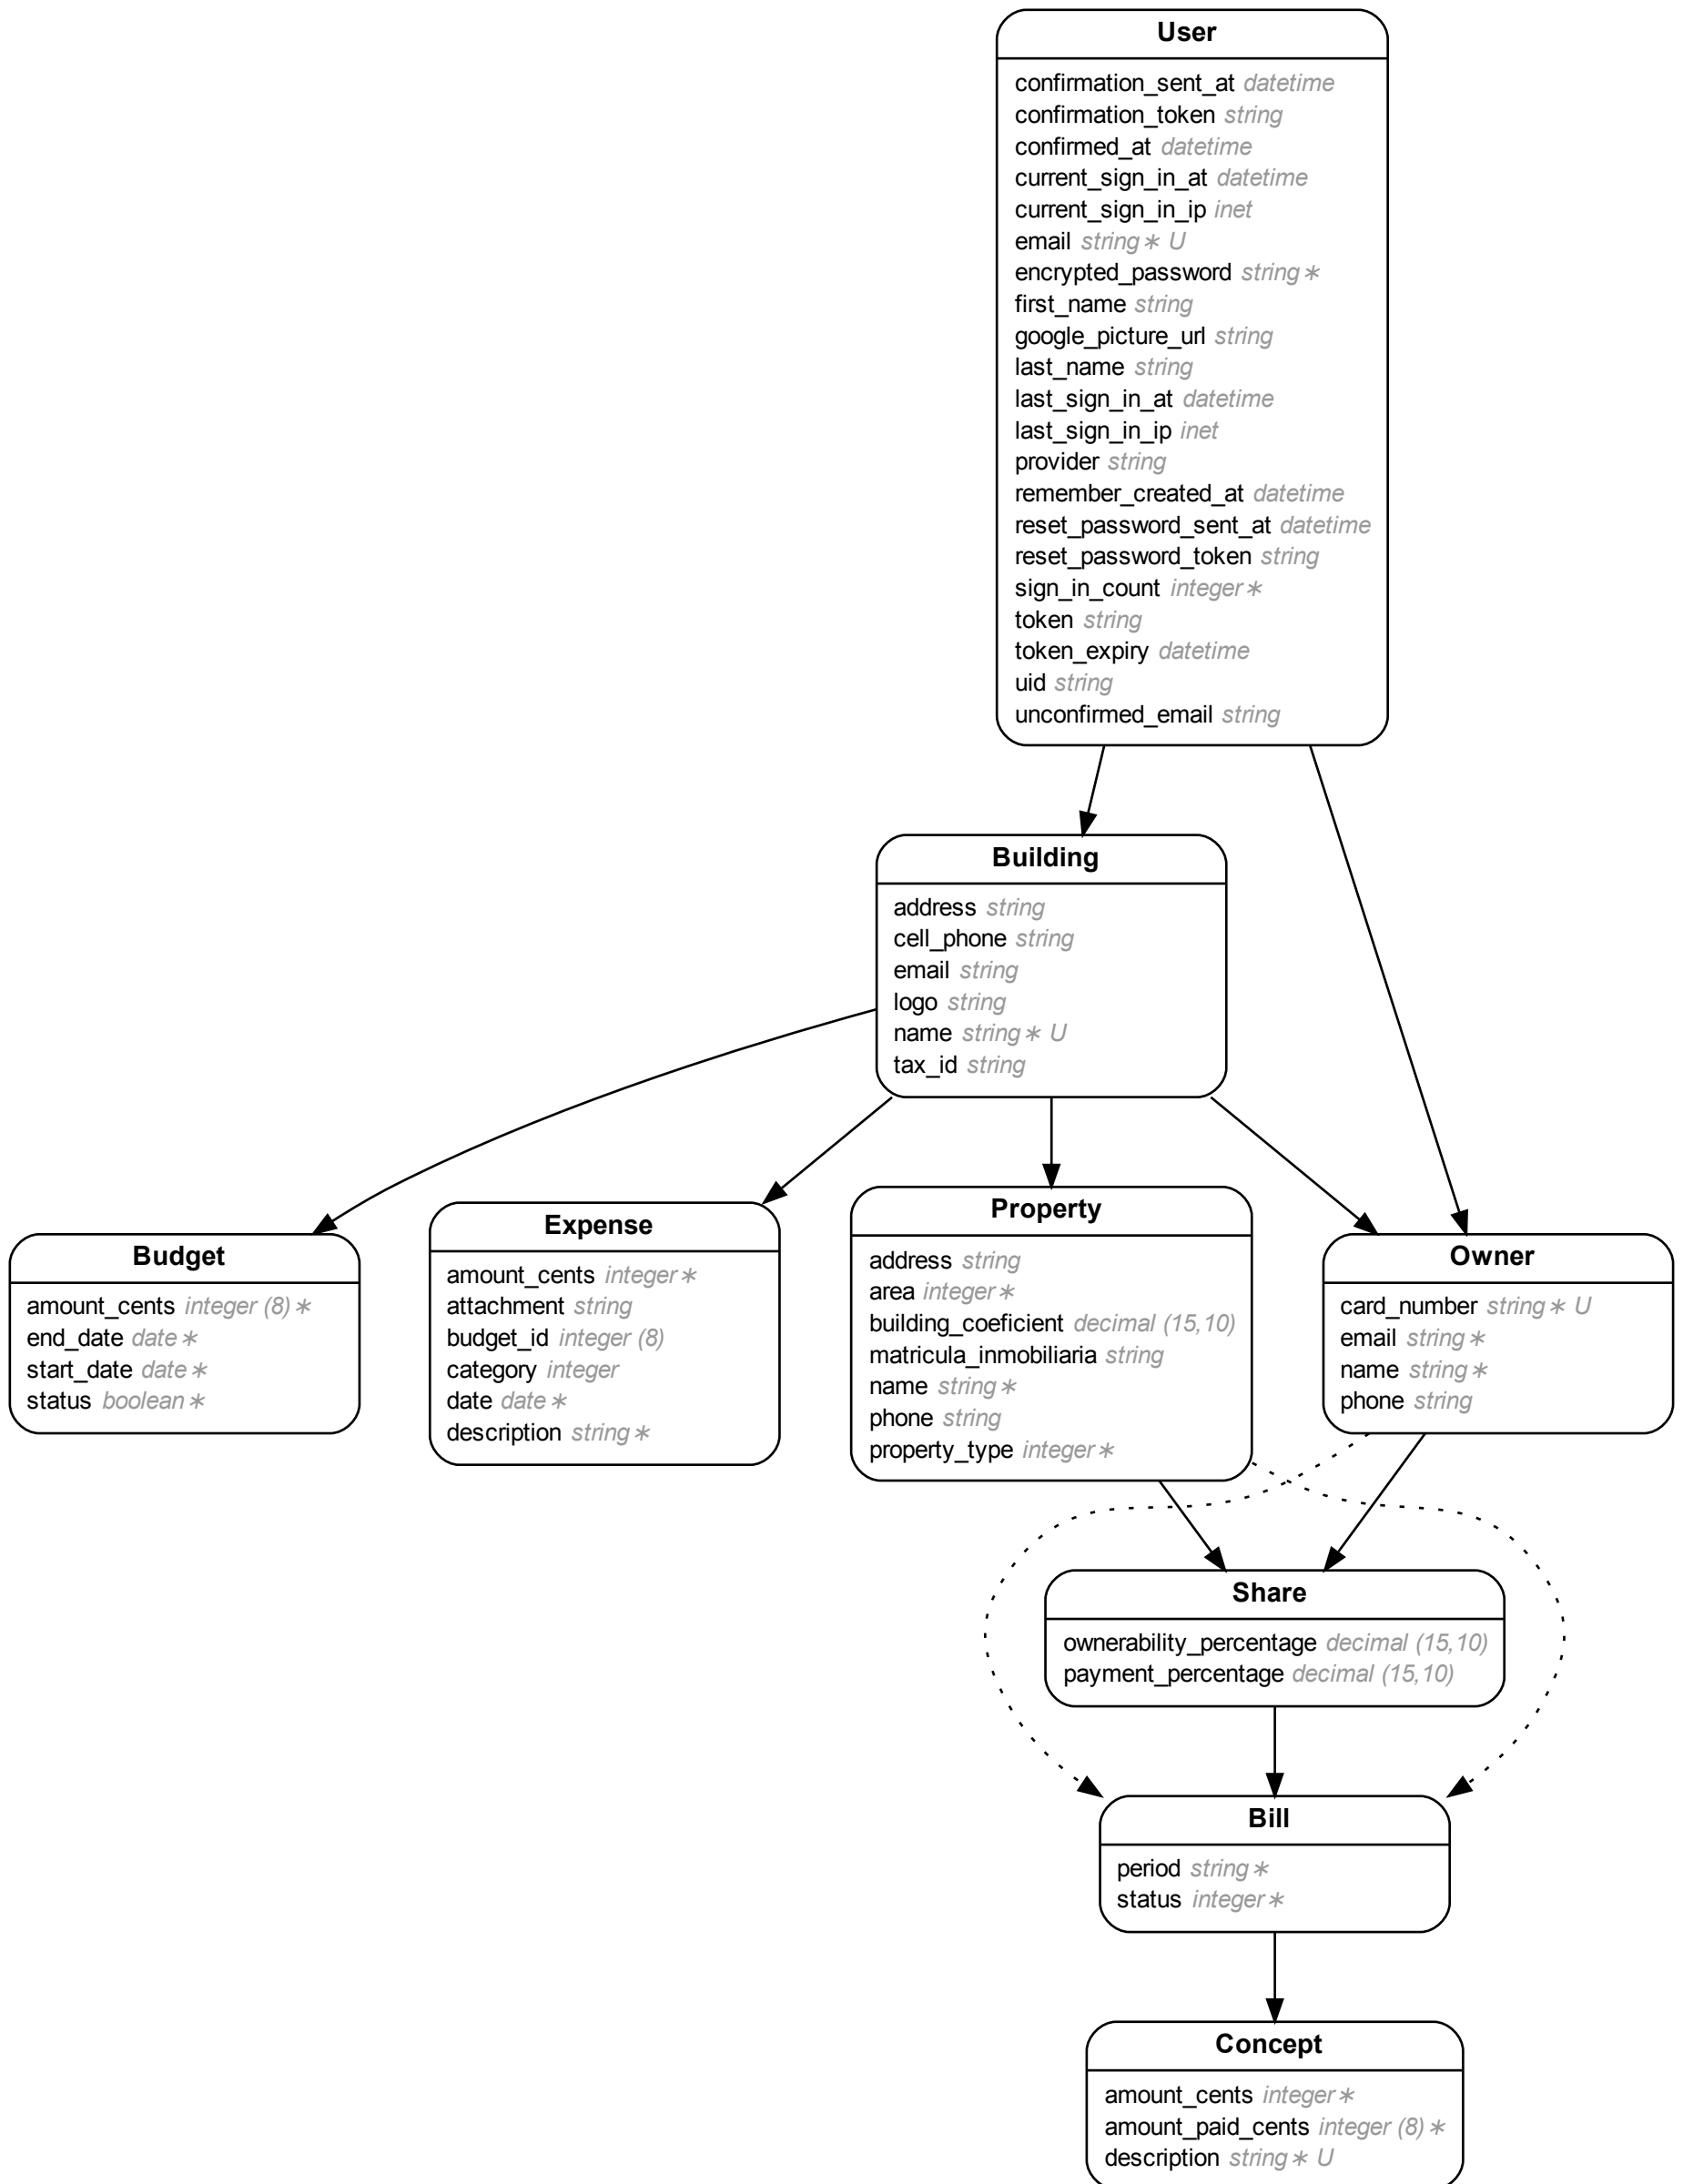 User
confirmation_sent_at datetime
confirmation_token string
confirmed_at datetime
current_sign_in_at datetime
current_sign_in_ip inet
email string∗ U
encrypted_password string∗
first_name string
google_picture_url string
last_name string
last_sign_in_at datetime
last_sign_in_ip inet
provider string
remember_created_at datetime
reset_password_sent_at datetime
reset_password_token string
sign_in_count integer∗
token string
token_expiry datetime
uid string
unconfirmed_email string
Building
address string
cell_phone string
email string
logo string
name string∗ U
tax_id string
Budget
amount_cents integer (8)∗
end_date date∗
start_date date∗
status boolean∗
Expense
amount_cents integer∗
attachment string
budget_id integer (8)
category integer
date date∗
description string∗
Property
address string
area integer∗
building_coeficient decimal (15,10)
matricula_inmobiliaria string
name string∗
phone string
property_type integer∗
Owner
card_number string∗ U
email string∗
name string∗
phone string
Share
ownerability_percentage decimal (15,10)
payment_percentage decimal (15,10)
Bill
period string∗
status integer∗
Concept
amount_cents integer∗
amount_paid_cents integer (8)∗
description string∗ U